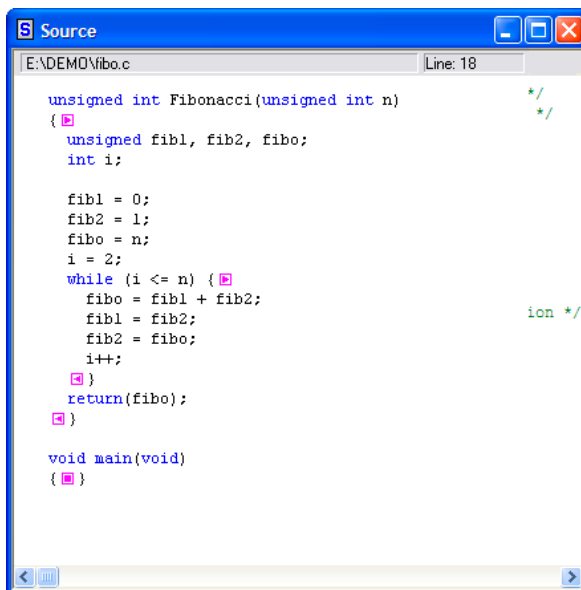 S Source
E:\DEMO\fibo.c Line: 18
unsigned int Fibonacci(unsigned int n) */
{ */
unsigned fib1, fib2, fibo;
int i;
fib1 = 0;
fib2 = 1;
fibo = n;
i = 2;
while (i <= n) {
fibo = fib1 + fib2;
fib1 = fib2; ion */
fib2 = fibo;
i++;
}
return(fibo);
}
void main(void)
{ }